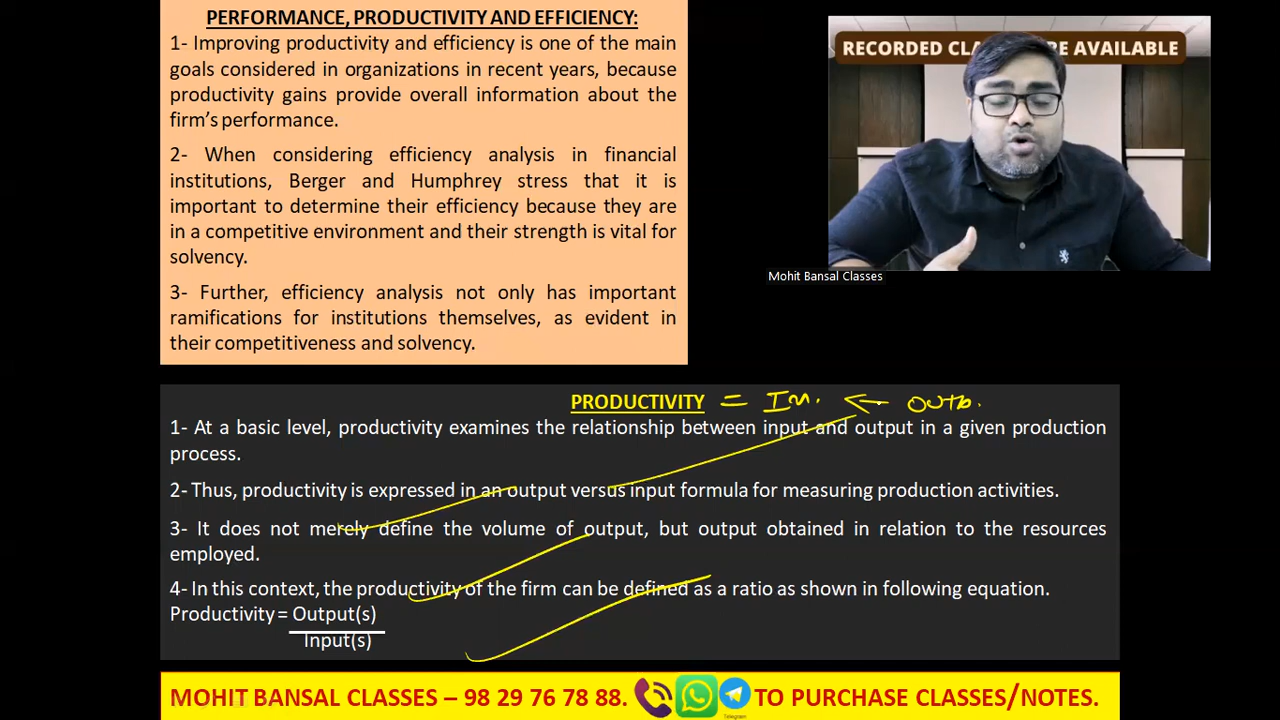 PERFORMANCE, PRODUCTIVITY AND EFFICIENCY:
1- Improving productivity and efficiency is one of the main
goals considered in organizations in recent years, because
productivity gains provide overall information about the
firm's performance.
2- When considering efficiency analysis in financial
institutions, Berger and Humphrey stress that it is
important to determine their efficiency because they are
in a competitive environment and their strength is vital for
solvency.
3- Further, efficiency analysis not only has important
ramifications for institutions themselves, as evident in
their competitiveness and solvency.
RECORDED CL RE AVAILABLE
Mohit Bansal Classes
PRODUCTIVITY = In. ← outp.
1- At a basic level, productivity examines the relationship between input and output in a given production
process.
2- Thus, productivity is expressed in an output versus input formula for measuring production activities.
3- It does not merely define the volume of output, but output obtained in relation to the resources
employed.
4- In this context, the productivity of the firm can be defined as a ratio as shown in following equation.
Productivity = Output(s)
Input(s)
MOHIT BANSAL CLASSES – 98 29 76 78 88. TO PURCHASE CLASSES/NOTES.
Telegram